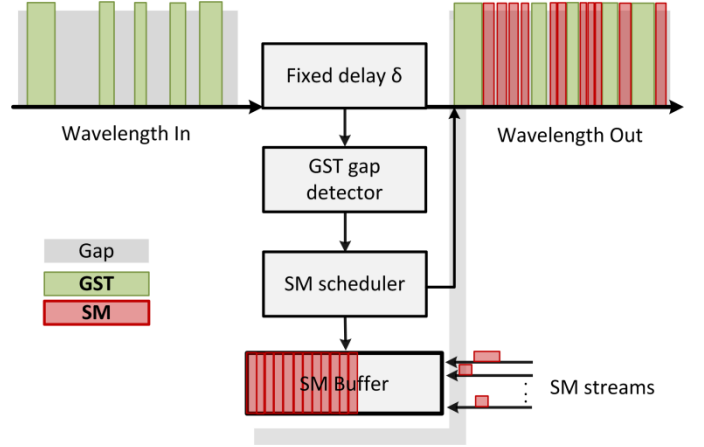 Fixed delay δ
Wavelength In
Wavelength Out
GST gap
detector
Gap
GST
SM
SM scheduler
SM Buffer
SM streams